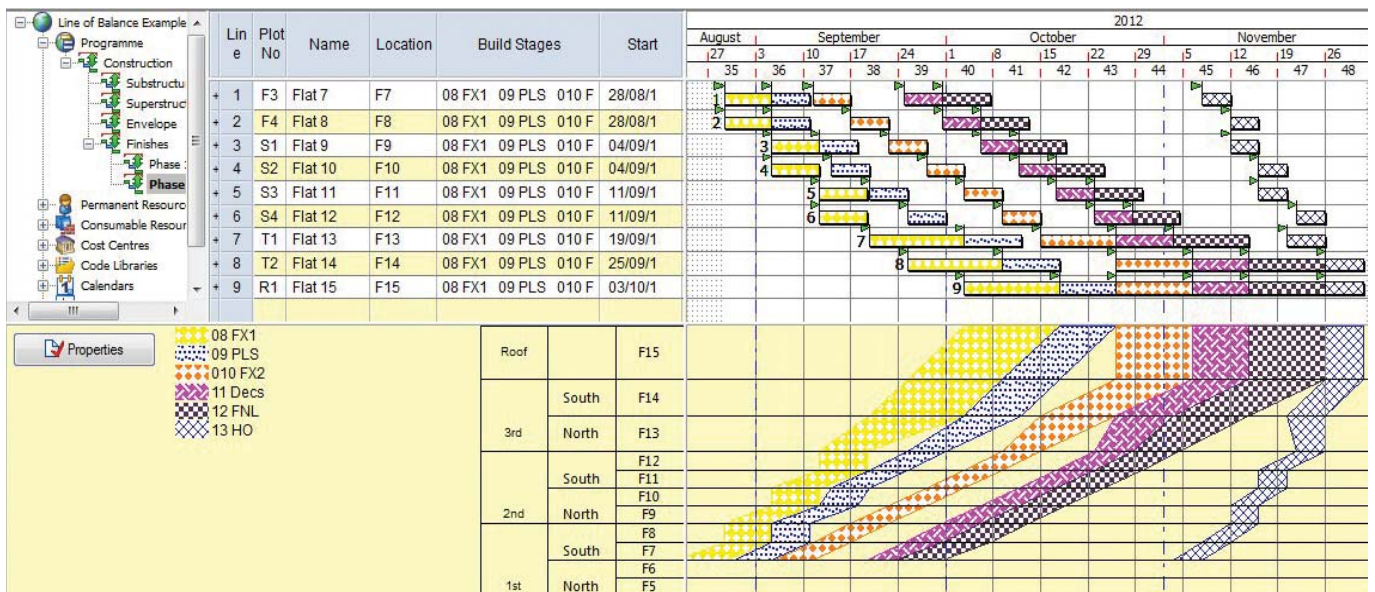 Line of Balance Example
Programme
Construction
Substructu
Superstruct
Envelope
Finishes
Phase
Phase
Permanent Resourc
Consumable Resour
Cost Centres
Code Libraries
Calendars
Lin e Plot No Name Location Build Stages Start
+ 1 F3 Flat 7 F7 08 FX1 09 PLS 010 F 28/08/1
+ 2 F4 Flat 8 F8 08 FX1 09 PLS 010 F 28/08/1
+ 3 S1 Flat 9 F9 08 FX1 09 PLS 010 F 04/09/1
+ 4 S2 Flat 10 F10 08 FX1 09 PLS 010 F 04/09/1
+ 5 S3 Flat 11 F11 08 FX1 09 PLS 010 F 11/09/1
+ 6 S4 Flat 12 F12 08 FX1 09 PLS 010 F 11/09/1
+ 7 T1 Flat 13 F13 08 FX1 09 PLS 010 F 19/09/1
+ 8 T2 Flat 14 F14 08 FX1 09 PLS 010 F 25/09/1
+ 9 R1 Flat 15 F15 08 FX1 09 PLS 010 F 03/10/1
2012
August September October November
27 3 10 17 24 1 8 15 22 29 5 12 19 26
35 36 37 38 39 40 41 42 43 44 45 46 47 48
1
2
3
4
5
6
7
8
9
Properties
08 FX1
09 PLS
010 FX2
11 Decs
12 FNL
13 HO
Roof F15
South F14
3rd North F13
F12
South F11
F10
2nd North F9
F8
South F7
F6
1st North F5